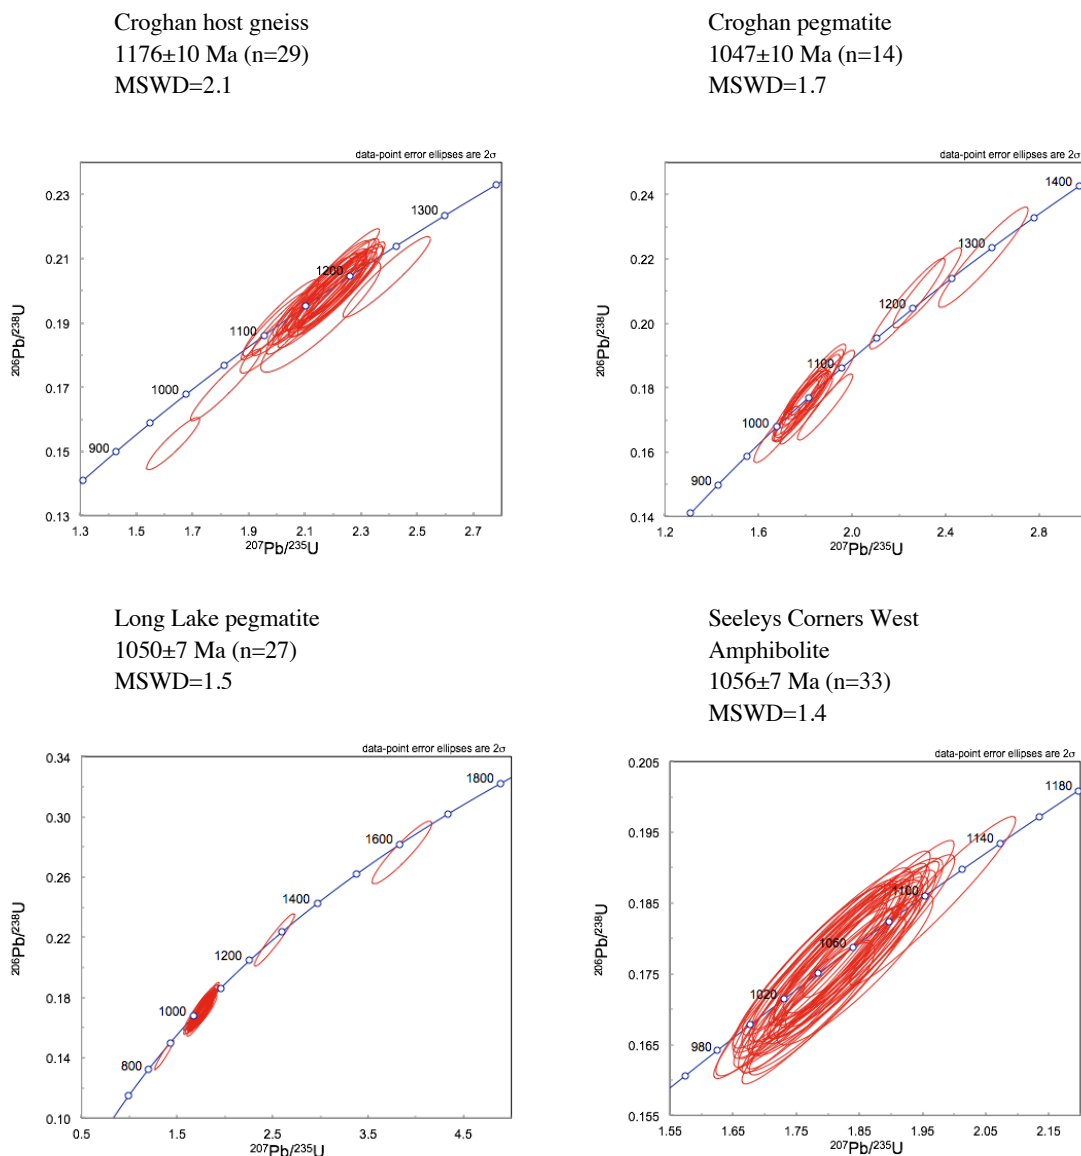 Croghan host gneiss
1176±10 Ma (n=29)
MSWD=2.1
data-point error ellipses are 2σ
0.23
0.21
0.19
0.17
0.15
0.13
1300
1200
1100
1000
900
1.3
1.5
1.7
1.9
2.1
2.3
2.5
2.7
206Pb/238U
207Pb/235U
Croghan pegmatite
1047±10 Ma (n=14)
MSWD=1.7
data-point error ellipses are 2σ
0.24
0.22
0.20
0.18
0.16
0.14
1400
1300
1200
1100
1000
900
1.2
1.6
2.0
2.4
2.8
206Pb/238U
207Pb/235U
Long Lake pegmatite
1050±7 Ma (n=27)
MSWD=1.5
data-point error ellipses are 2σ
0.34
0.30
0.26
0.22
0.18
0.14
0.10
1800
1600
1400
1200
1000
800
0.5
1.5
2.5
3.5
4.5
206Pb/238U
207Pb/235U
Seeleys Corners West
Amphibolite
1056±7 Ma (n=33)
MSWD=1.4
data-point error ellipses are 2σ
0.205
0.195
0.185
0.175
0.165
0.155
1180
1140
1100
1060
1020
980
1.55
1.65
1.75
1.85
1.95
2.05
2.15
206Pb/238U
207Pb/235U